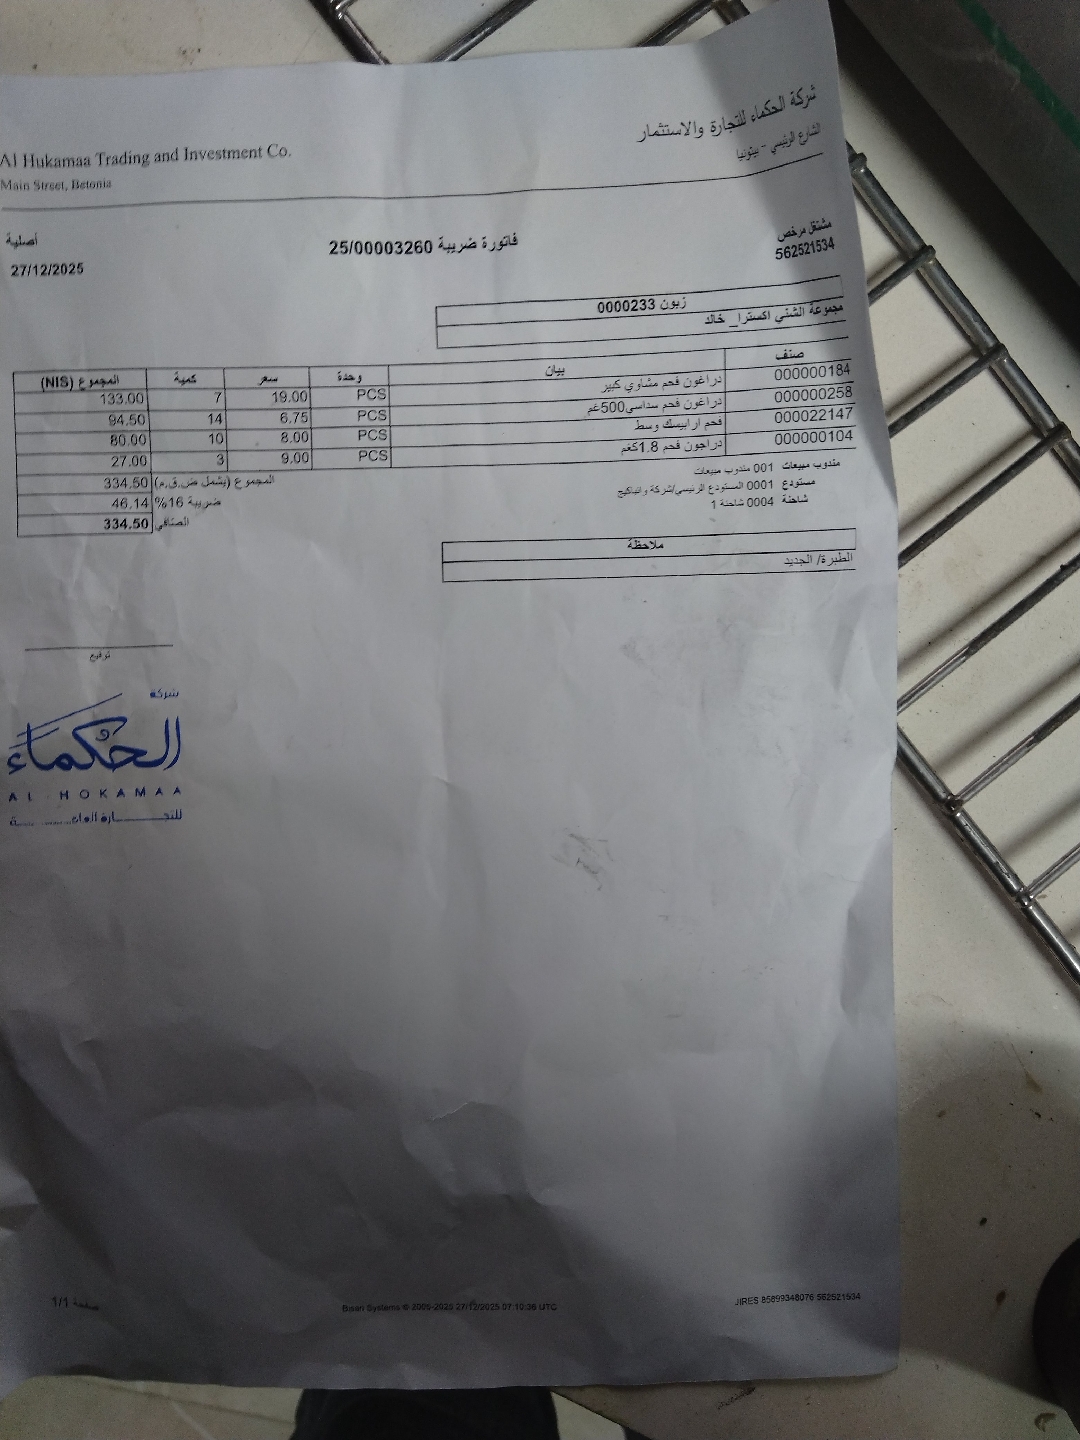 شركة الحكماء للتجارة والاستثمار
الشارع الرئيسي - بيتونيا
Al Hukamaa Trading and Investment Co.
Main Street, Betonia
مشتغل مرخص
562521534
فاتورة ضريبة 25/00003260
أصلية
27/12/2025
زبون 0000233
مجموعة الشني اكسترا_ خالد
صنف بيان وحدة سعر كمية المجموع (NIS)
000000184 دراغون فحم مشاوي كبير PCS 19.00 7 133.00
000000258 دراغون فحم سداسي500غم PCS 6.75 14 94.50
000022147 فحم ارابيسك وسط PCS 8.00 10 80.00
000000104 دراجون فحم 1.8كغم PCS 9.00 3 27.00
المجموع (يشمل ض.ق.م) 334.50
ضريبة 16% 46.14
الصافي 334.50
مندوب مبيعات 001 مندوب مبيعات
مستودع 0001 المستودع الرئيسي/شركة وانباكيج
شاحنة 0004 شاحنة 1
ملاحظة
الطيرة/ الجديد
توقيع
شركة
الحكماء
AL HOKAMAA
للتجـــارة العامـــة
صفحة 1/1
Bisan Systems © 2005-2025 27/12/2025 07:10:36 UTC
JIRES 85899348076 562521534